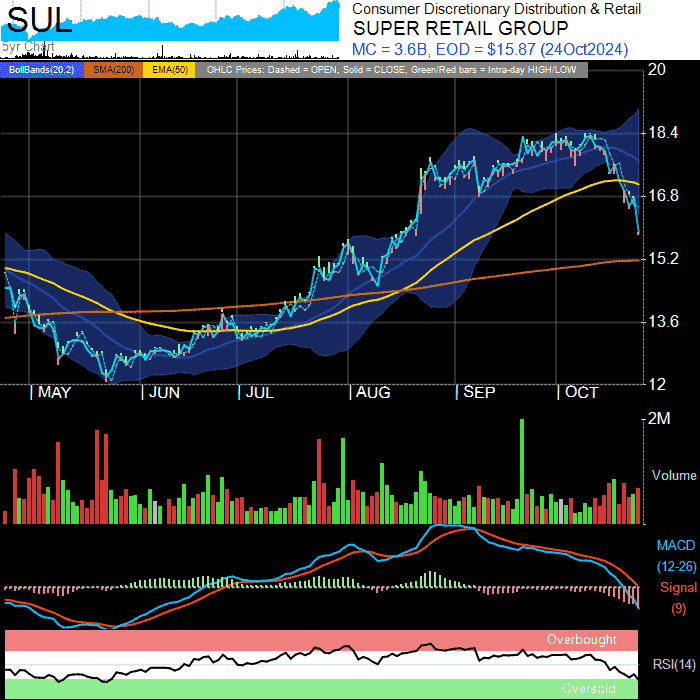 SUL
5yr Chart
Consumer Discretionary Distribution & Retail
SUPER RETAIL GROUP
MC = 3.6B, EOD = $15.87 (24Oct2024)
BollBands(20,2) SMA(200) EMA(50) OHLC Prices: Dashed = OPEN, Solid = CLOSE, Green/Red bars = Intra-day HIGH/LOW
20
18.4
16.8
15.2
13.6
12
MAY JUN JUL AUG SEP OCT
2M
Volume
MACD
(12-26)
Signal
(9)
Overbought
RSI(14)
Oversold